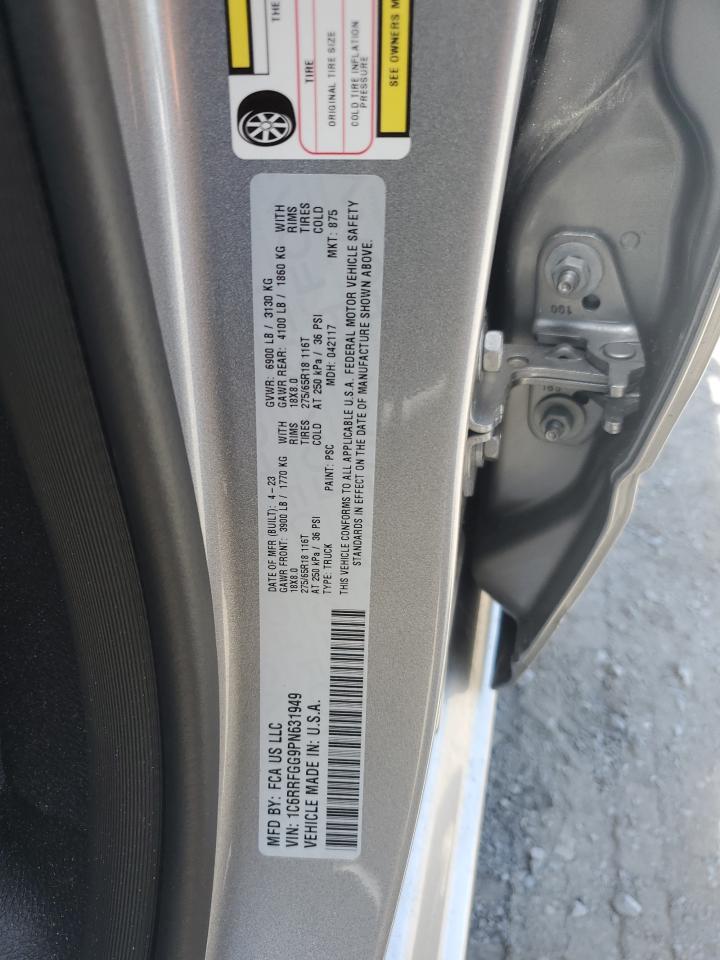 THE
TIRE
ORIGINAL TIRE SIZE
COLD TIRE INFLATION
PRESSURE
SEE OWNERS M
MFD BY: FCA US LLC
VIN: 1C6RRFGG9PN631949
VEHICLE MADE IN: U.S.A.
DATE OF MFR (BUILT): 4-23 GVWR: 6900 LB / 3130 KG
GAWR FRONT: 3900 LB / 1770 KG WITH GAWR REAR: 4100 LB / 1860 KG WITH
18X8.0 RIMS 18X8.0 RIMS
275/65R18 116T TIRES 275/65R18 116T TIRES
AT 250 kPa / 36 PSI COLD AT 250 kPa / 36 PSI COLD
TYPE: TRUCK PAINT: PSC MDH: 042117 MKT: 875
THIS VEHICLE CONFORMS TO ALL APPLICABLE U.S.A. FEDERAL MOTOR VEHICLE SAFETY
STANDARDS IN EFFECT ON THE DATE OF MANUFACTURE SHOWN ABOVE.